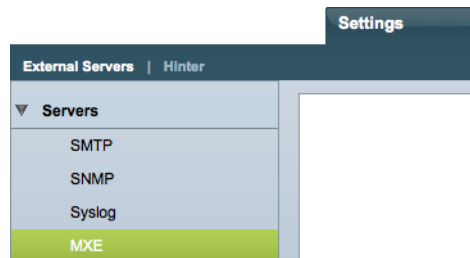 Settings
External Servers | Hinter
Servers
SMTP
SNMP
Syslog
MXE